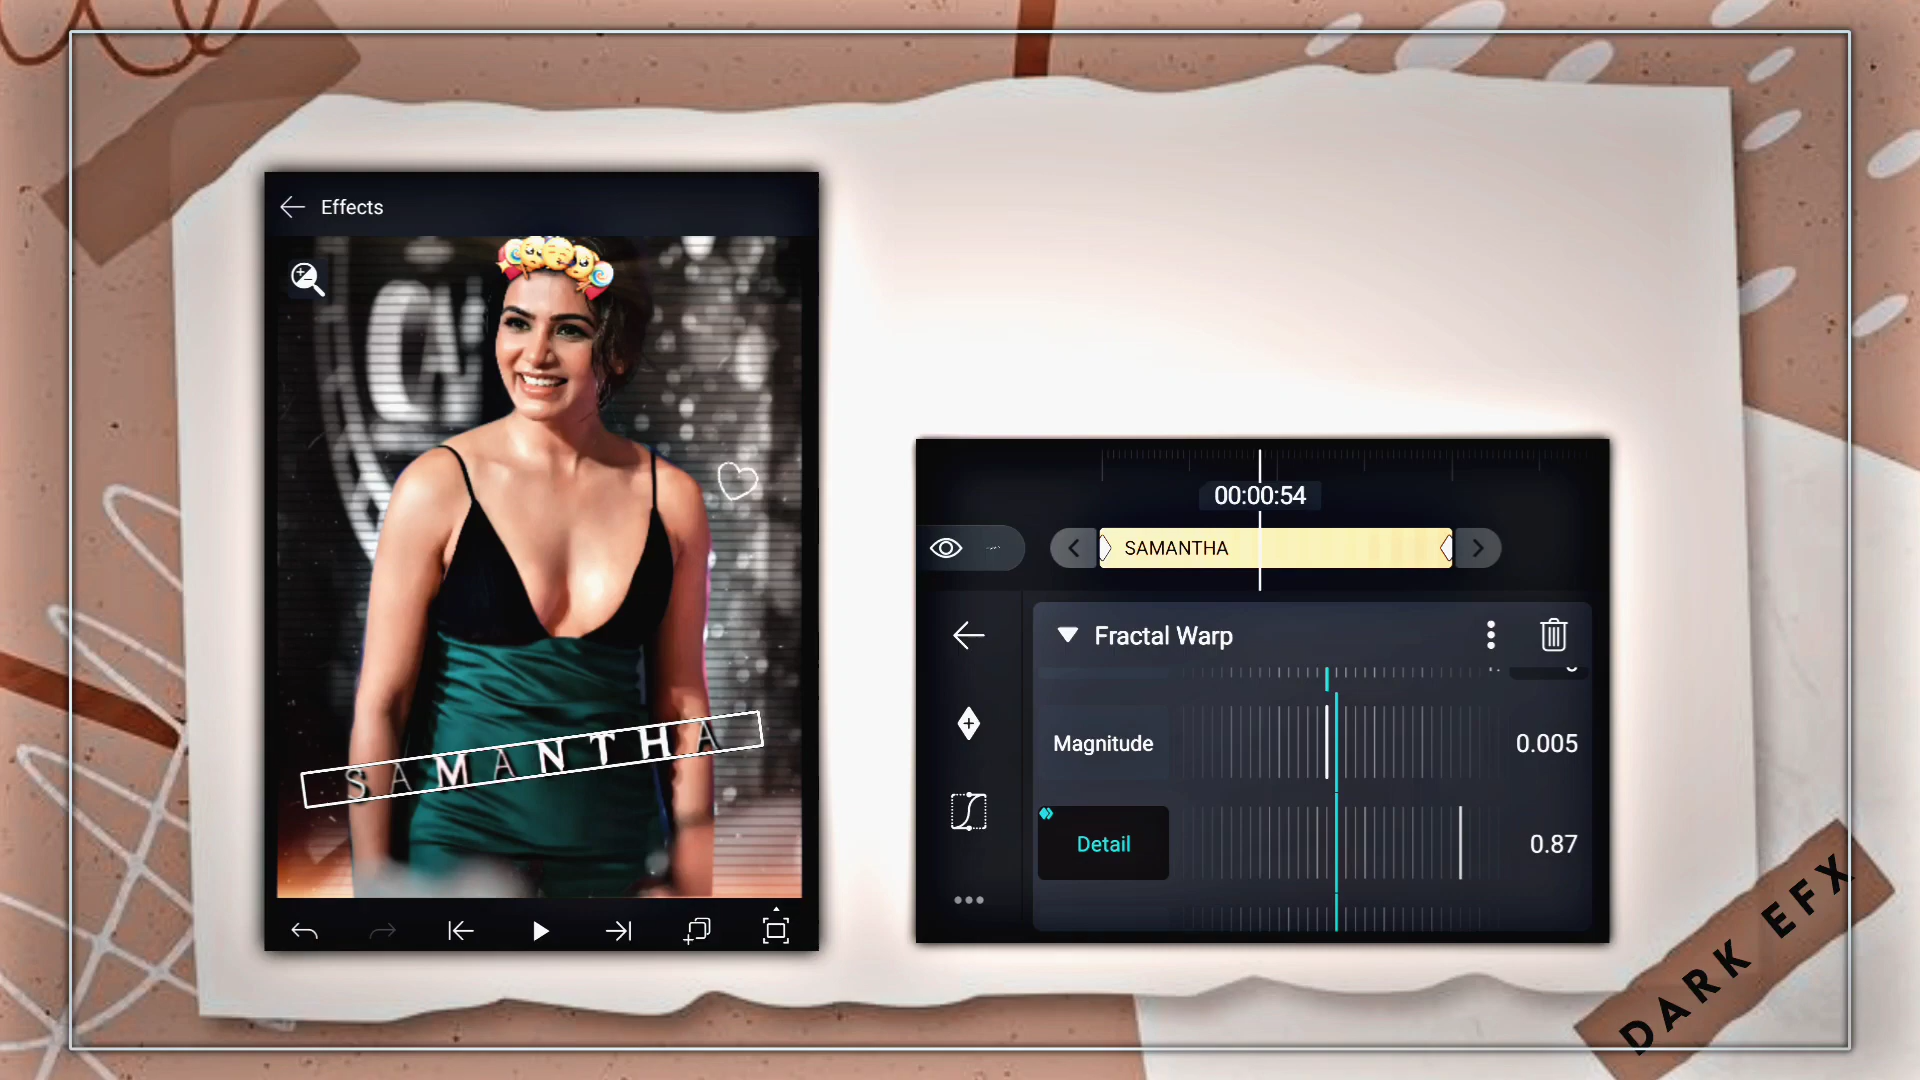 Effects
SAMANTHA
00:00:54
SAMANTHA
Fractal Warp
Magnitude
0.005
Detail
0.87
DARK EFX